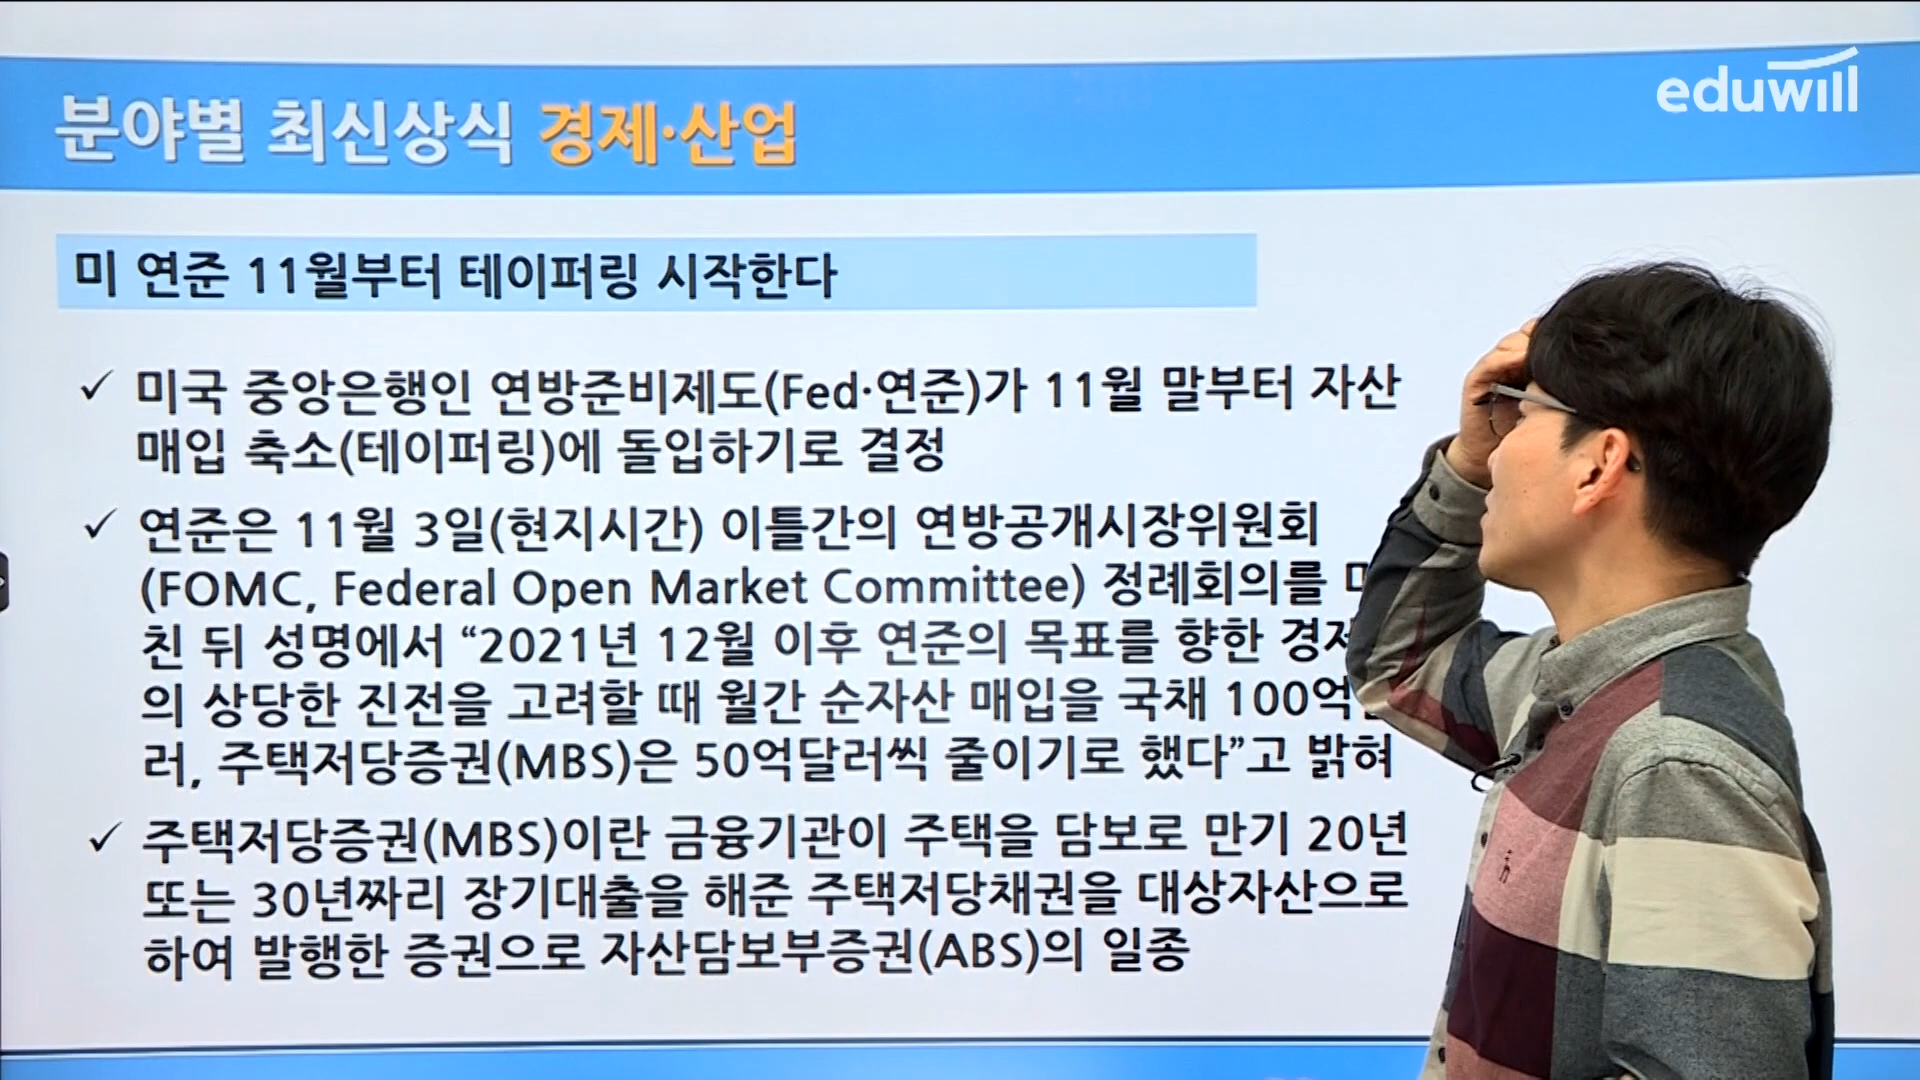 eduwill
분야별 최신상식 경제·산업
미 연준 11월부터 테이퍼링 시작한다
✓ 미국 중앙은행인 연방준비제도(Fed·연준)가 11월 말부터 자산
매입 축소(테이퍼링)에 돌입하기로 결정
✓ 연준은 11월 3일(현지시간) 이틀간의 연방공개시장위원회
(FOMC, Federal Open Market Committee) 정례회의를
친 뒤 성명에서 “2021년 12월 이후 연준의 목표를 향한 경제
의 상당한 진전을 고려할 때 월간 순자산 매입을 국채 100억
러, 주택저당증권(MBS)은 50억달러씩 줄이기로 했다”고 밝혀
✓ 주택저당증권(MBS)이란 금융기관이 주택을 담보로 만기 20년
또는 30년짜리 장기대출을 해준 주택저당채권을 대상자산으로
하여 발행한 증권으로 자산담보부증권(ABS)의 일종